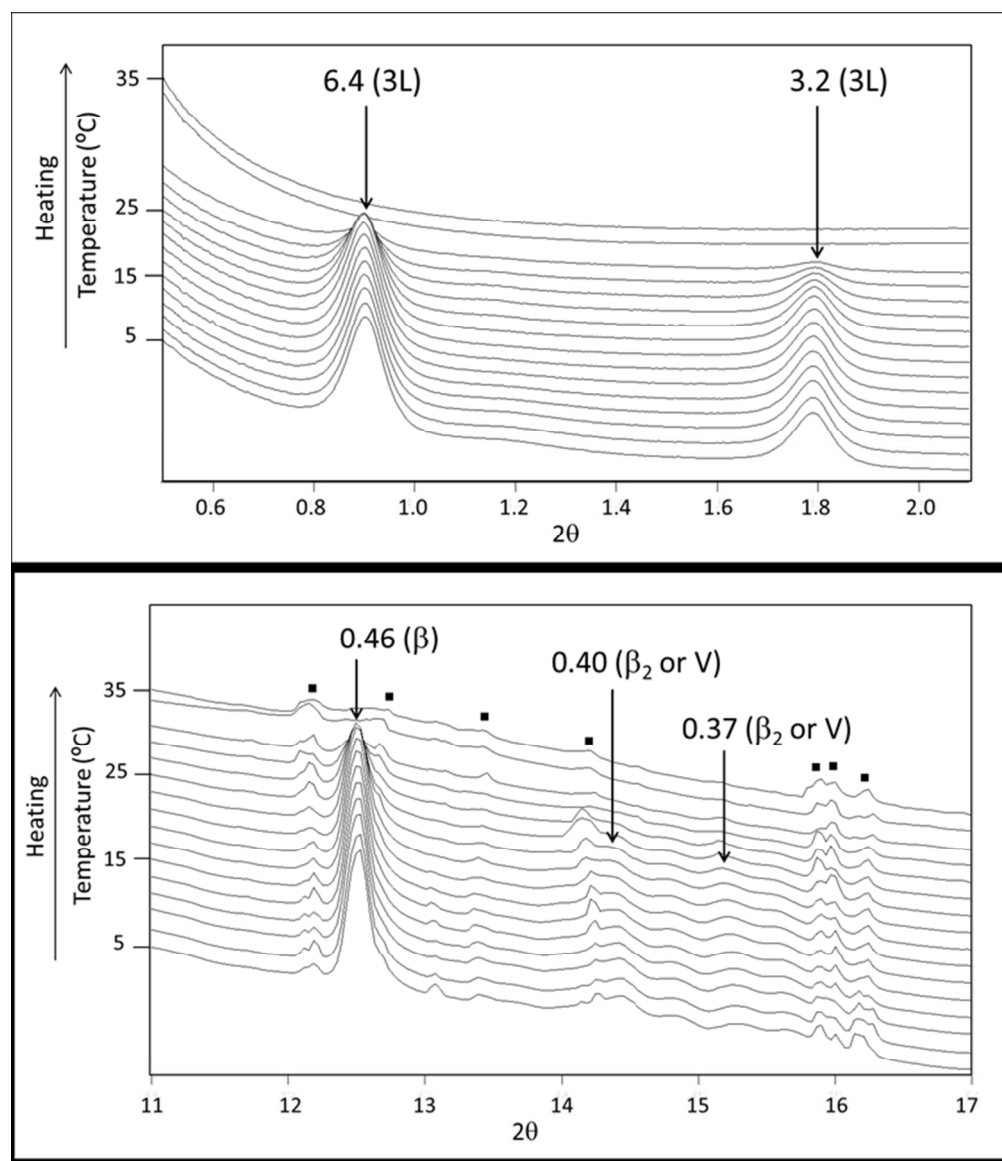 6.4 (3L)
3.2 (3L)
Heating
Temperature (°C)
35
25
15
5
0.6 0.8 1.0 1.2 1.4 1.6 1.8 2.0
2θ
0.46 (β)
0.40 (β₂ or V)
0.37 (β₂ or V)
Heating
Temperature (°C)
35
25
15
5
11 12 13 14 15 16 17
2θ